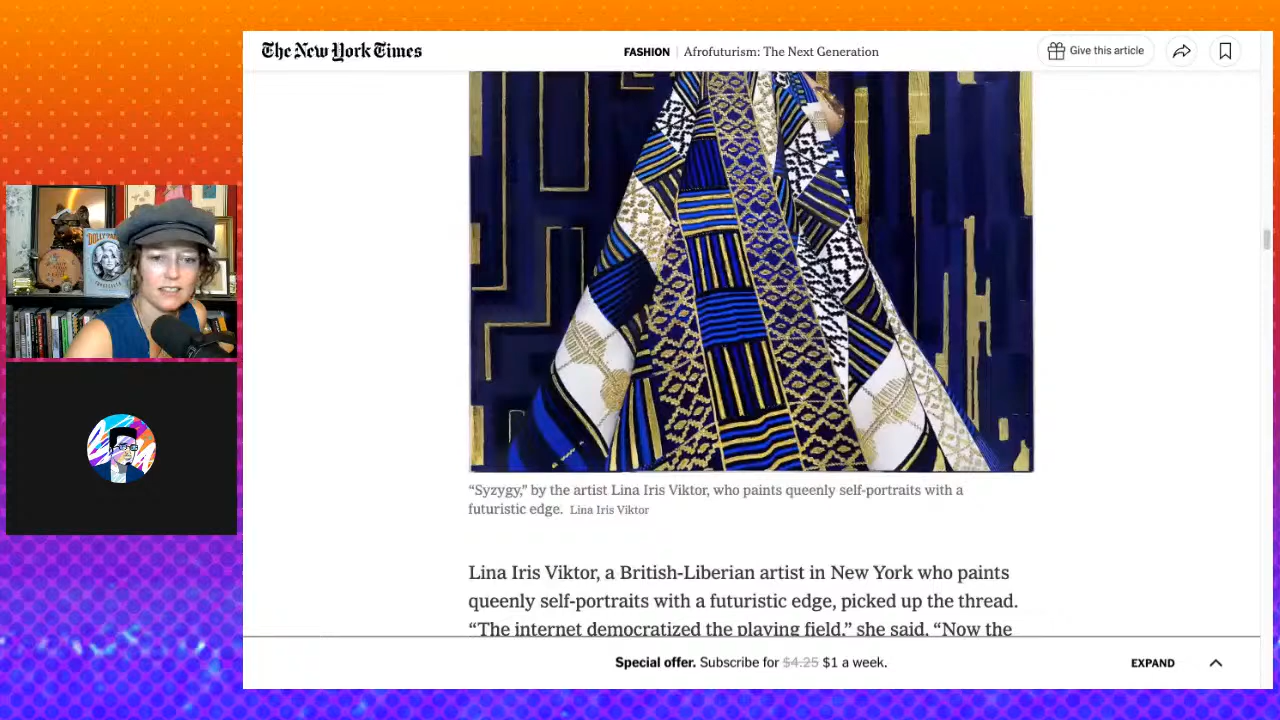 The New York Times
FASHION | Afrofuturism: The Next Generation
Give this article
DOLLY
"Syzygy," by the artist Lina Iris Viktor, who paints queenly self-portraits with a
futuristic edge. Lina Iris Viktor
Lina Iris Viktor, a British-Liberian artist in New York who paints
queenly self-portraits with a futuristic edge, picked up the thread.
"The internet democratized the playing field," she said. "Now the
Special offer. Subscribe for $4.25 $1 a week.
EXPAND